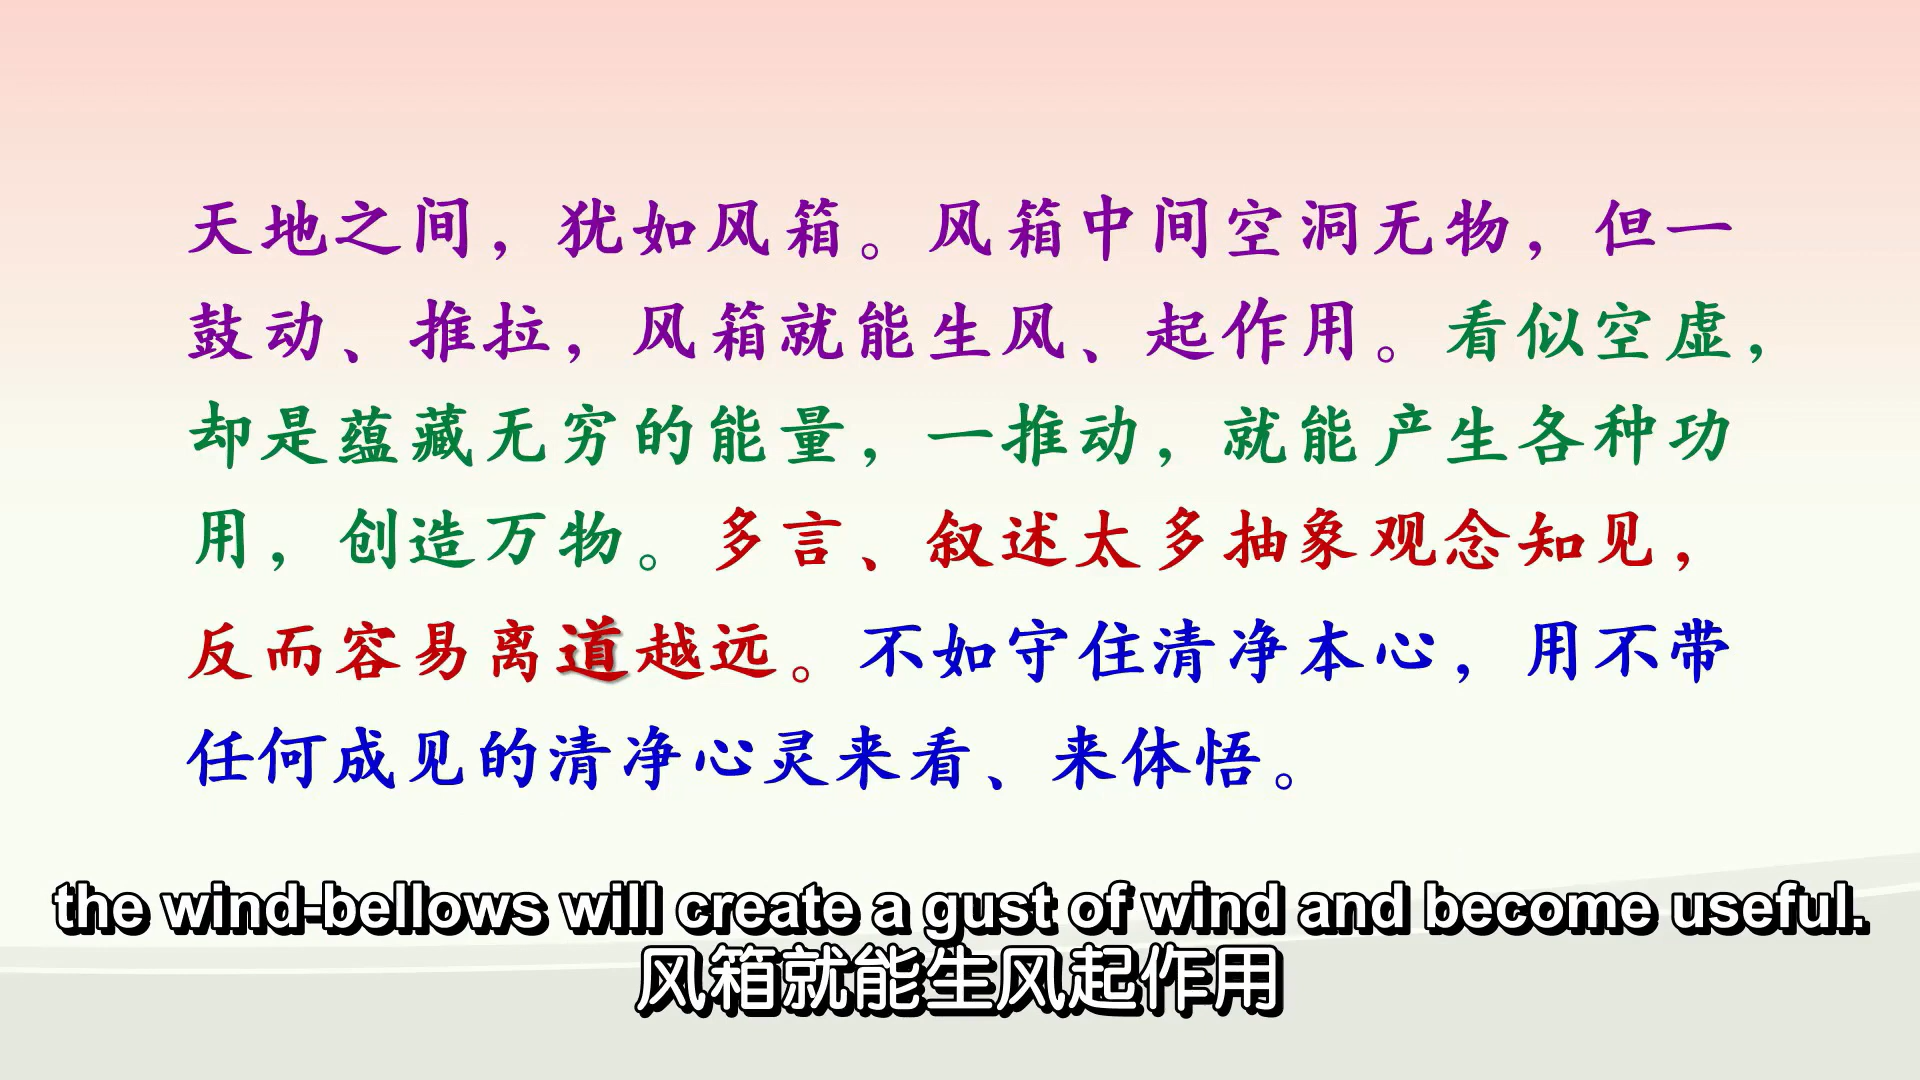 天地之间，犹如风箱。风箱中间空洞无物，但一
鼓动、推拉，风箱就能生风、起作用。看似空虚，
却是蕴藏无穷的能量，一推动，就能产生各种功
用，创造万物。多言、叙述太多抽象观念知见，
反而容易离道越远。不如守住清净本心，用不带
任何成见的清净心灵来看、来体悟。
the wind-bellows will create a gust of wind and become useful.
风箱就能生风起作用